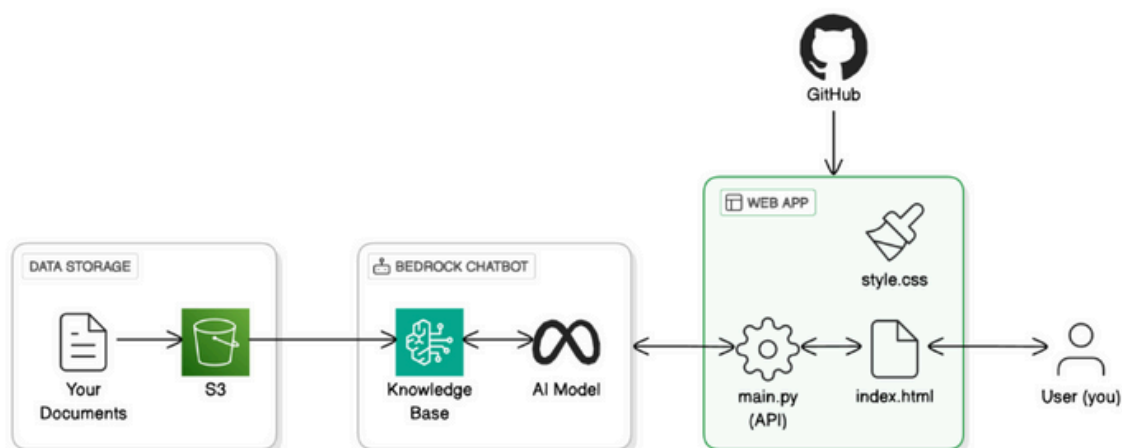 GitHub
WEB APP
style.css
DATA STORAGE
BEDROCK CHATBOT
Your
Documents
S3
Knowledge
Base
AI Model
main.py
(API)
index.html
User (you)